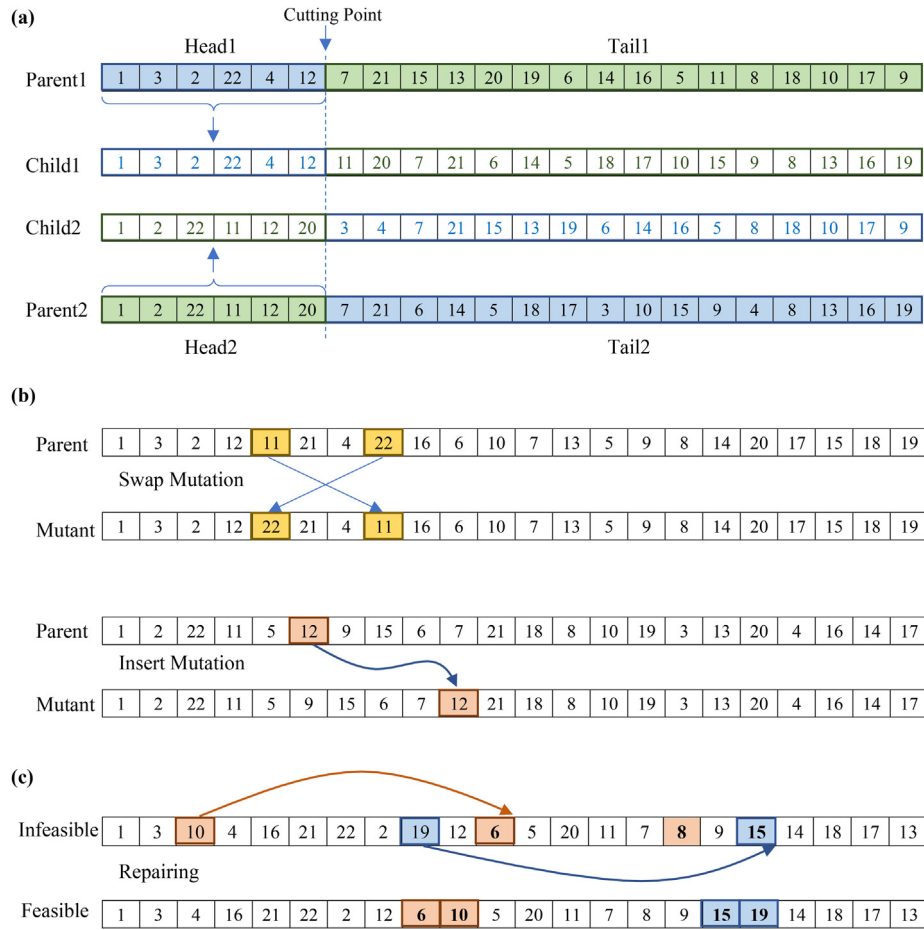 (a)
Cutting Point
Head1 Tail1
Parent1 1 3 2 22 4 12 7 21 15 13 20 19 6 14 16 5 11 8 18 10 17 9
Child1 1 3 2 22 4 12 11 20 7 21 6 14 5 18 17 10 15 9 8 13 16 19
Child2 1 2 22 11 12 20 3 4 7 21 15 13 19 6 14 16 5 8 18 10 17 9
Parent2 1 2 22 11 12 20 7 21 6 14 5 18 17 3 10 15 9 4 8 13 16 19
Head2 Tail2
(b)
Parent 1 3 2 12 11 21 4 22 16 6 10 7 13 5 9 8 14 20 17 15 18 19
Swap Mutation
Mutant 1 3 2 12 22 21 4 11 16 6 10 7 13 5 9 8 14 20 17 15 18 19
Parent 1 2 22 11 5 12 9 15 6 7 21 18 8 10 19 3 13 20 4 16 14 17
Insert Mutation
Mutant 1 2 22 11 5 9 15 6 7 12 21 18 8 10 19 3 13 20 4 16 14 17
(c)
Infeasible 1 3 10 4 16 21 22 2 19 12 6 5 20 11 7 8 9 15 14 18 17 13
Repairing
Feasible 1 3 4 16 21 22 2 12 6 10 5 20 11 7 8 9 15 19 14 18 17 13